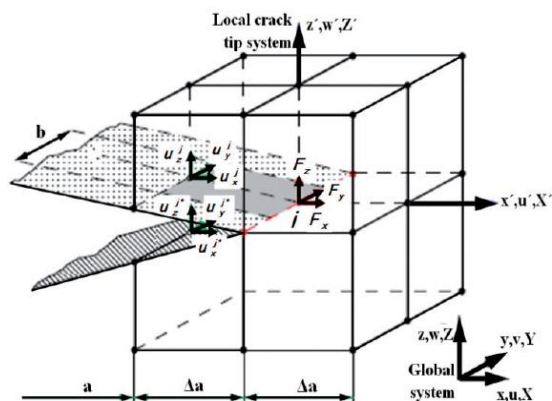 Local crack
tip system
z´,w´,Z´
b
u_z^j u_y^j
u_x^j
F_z
F_y
u_z^j* u_y^j*
i F_x
x´,u´,X´
u_x^j*
z,w,Z
y,v,Y
Global
system
a Δa Δa
x,u,X